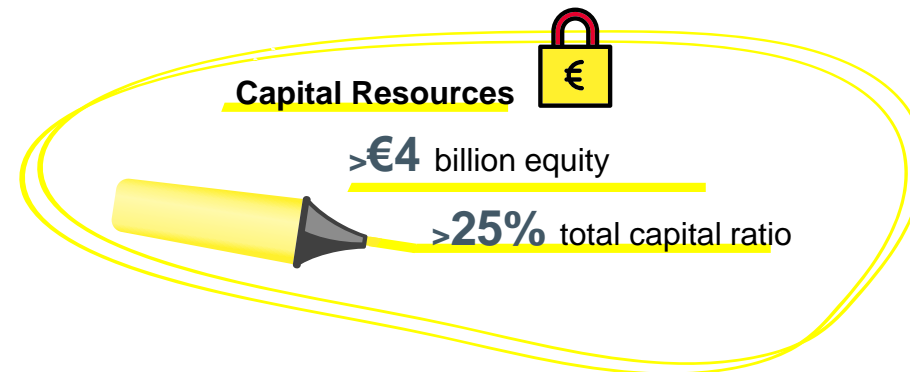 €
Capital Resources
>€4 billion equity
>25% total capital ratio